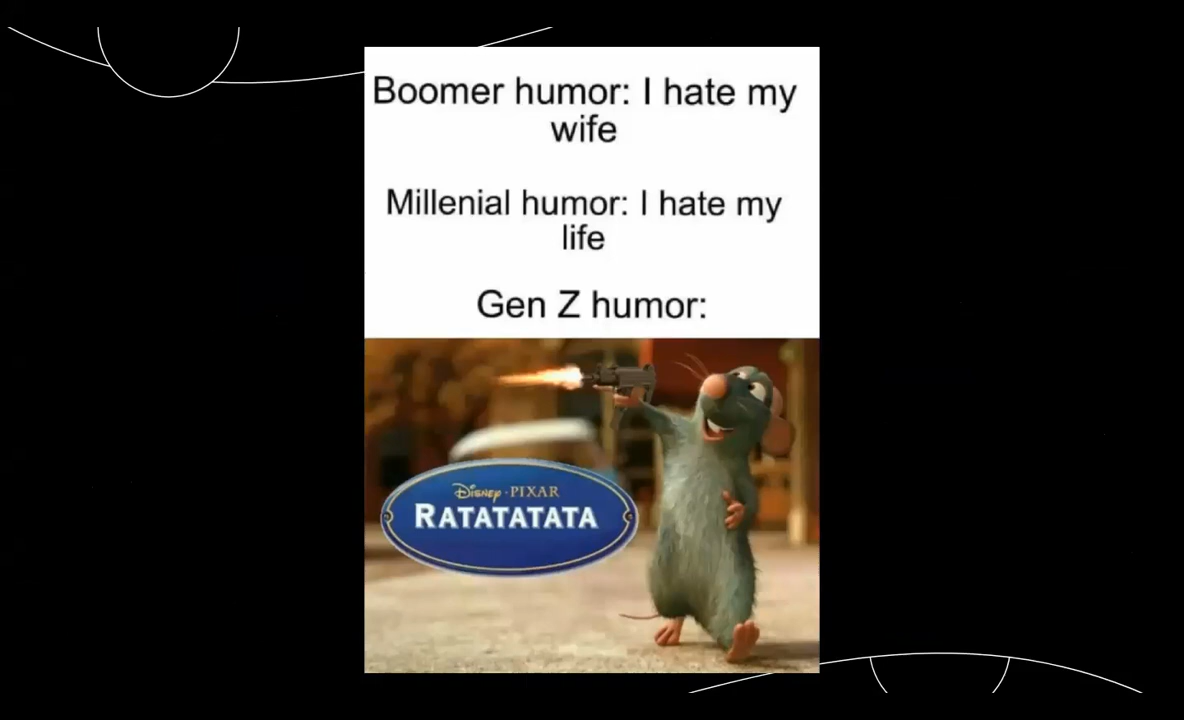 Boomer humor: I hate my
wife
Millenial humor: I hate my
life
Gen Z humor:
Disney · PIXAR
RATATATATA